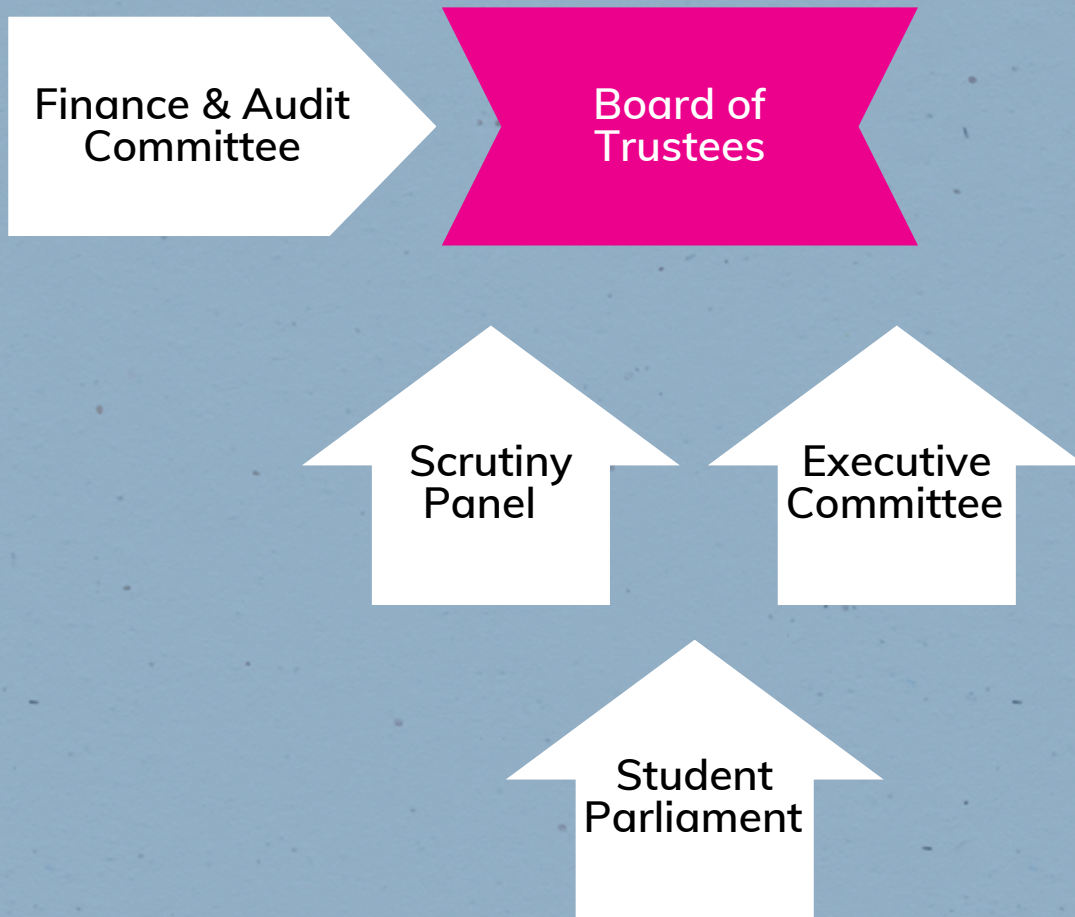 Finance & Audit
Committee
Board of
Trustees
Scrutiny
Panel
Executive
Committee
Student
Parliament